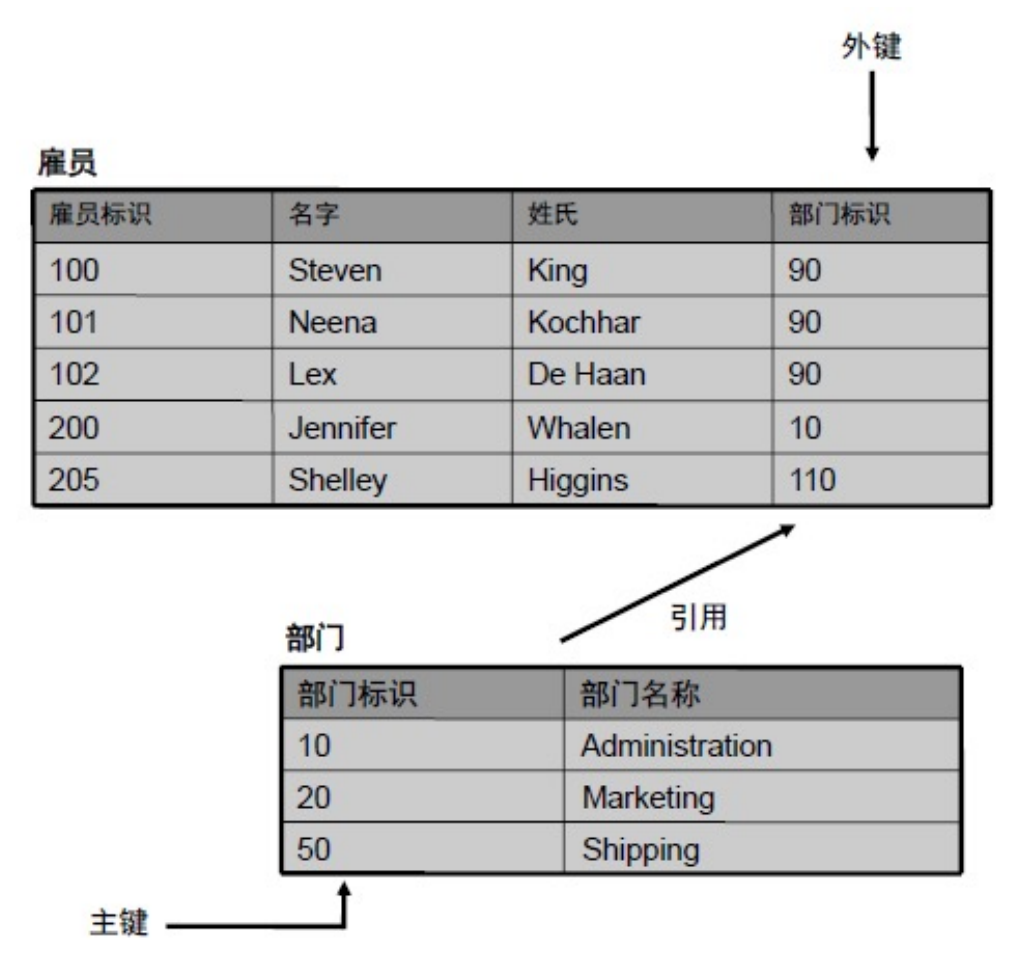 外键
雇员
雇员标识 名字 姓氏 部门标识
100 Steven King 90
101 Neena Kochhar 90
102 Lex De Haan 90
200 Jennifer Whalen 10
205 Shelley Higgins 110
引用
部门
部门标识 部门名称
10 Administration
20 Marketing
50 Shipping
主键